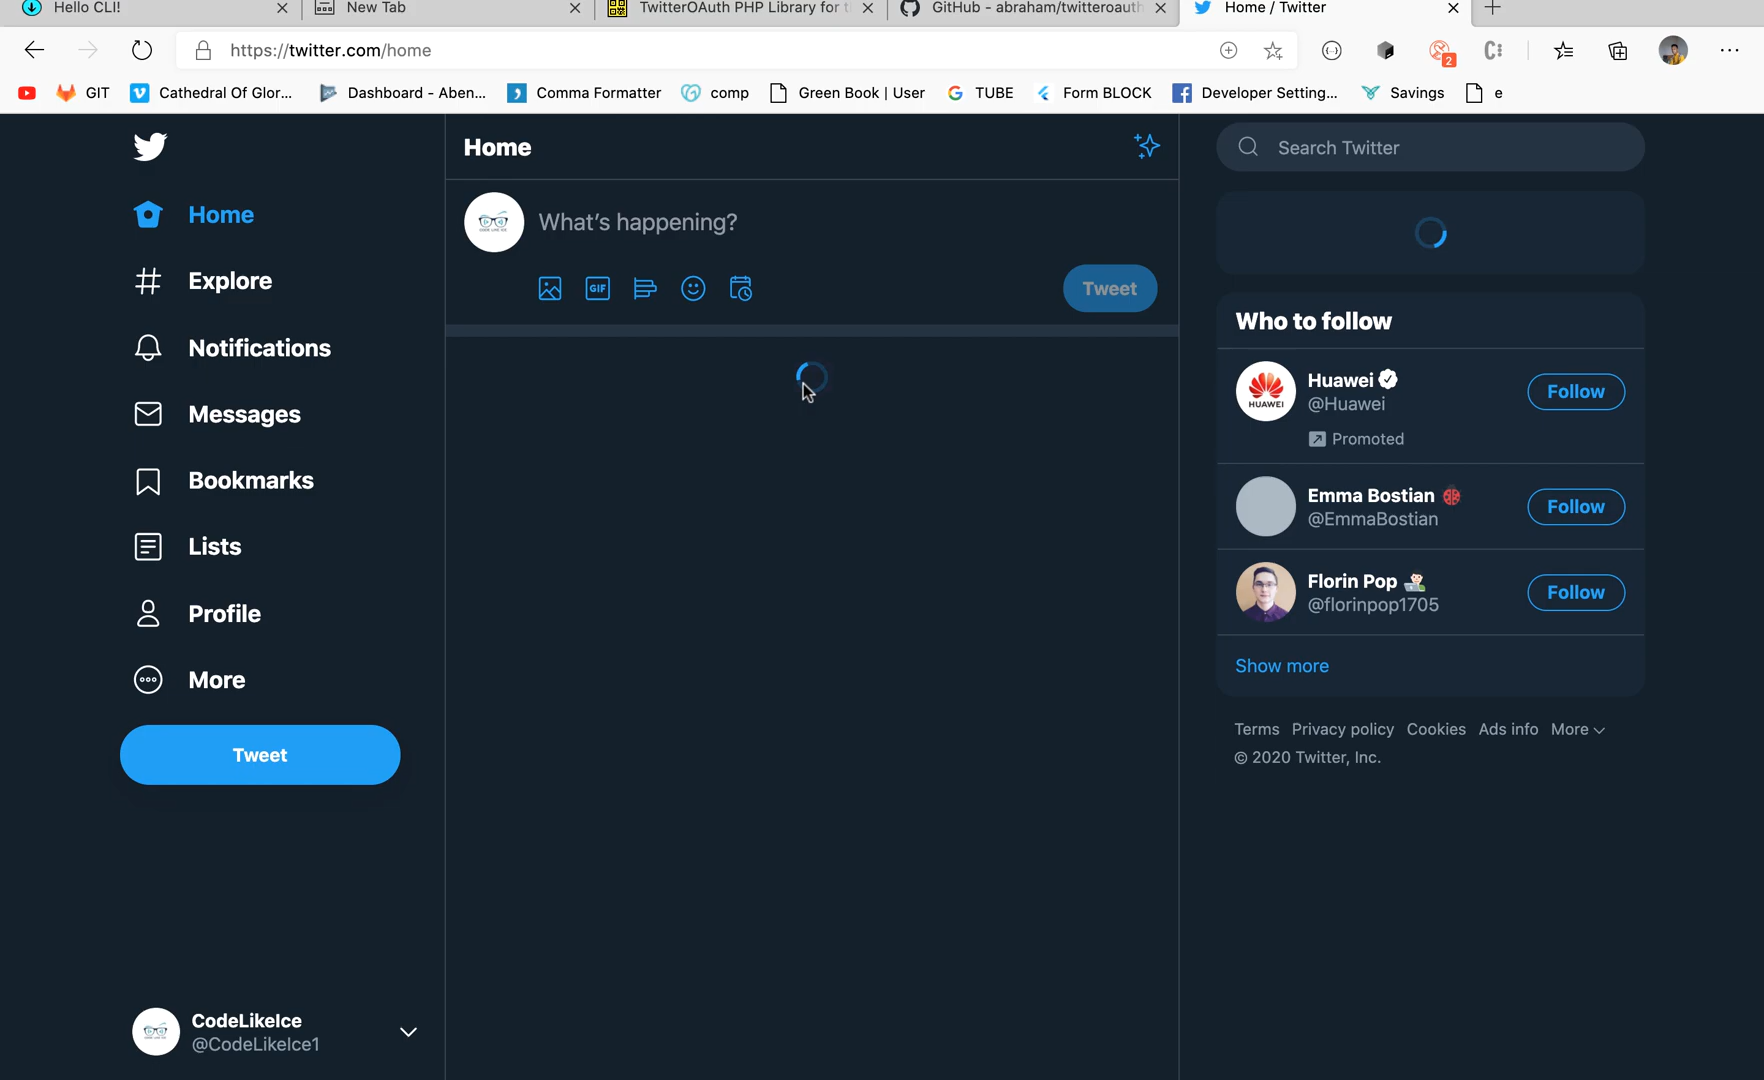 Hello CLI!
New Tab
TwitterOAuth PHP Library for t
GitHub - abraham/twitteroauth
Home / Twitter
https://twitter.com/home
2
GIT
Cathedral Of Glor...
Dashboard - Aben...
Comma Formatter
comp
Green Book | User
TUBE
Form BLOCK
Developer Setting...
Savings
e
Home
Explore
Notifications
Messages
Bookmarks
Lists
Profile
More
Tweet
CodeLikeIce
@CodeLikeIce1
Home
What's happening?
GIF
Tweet
Search Twitter
Who to follow
HUAWEI
Huawei
@Huawei
Promoted
Follow
Emma Bostian
@EmmaBostian
Follow
Florin Pop
@florinpop1705
Follow
Show more
Terms Privacy policy Cookies Ads info More
© 2020 Twitter, Inc.